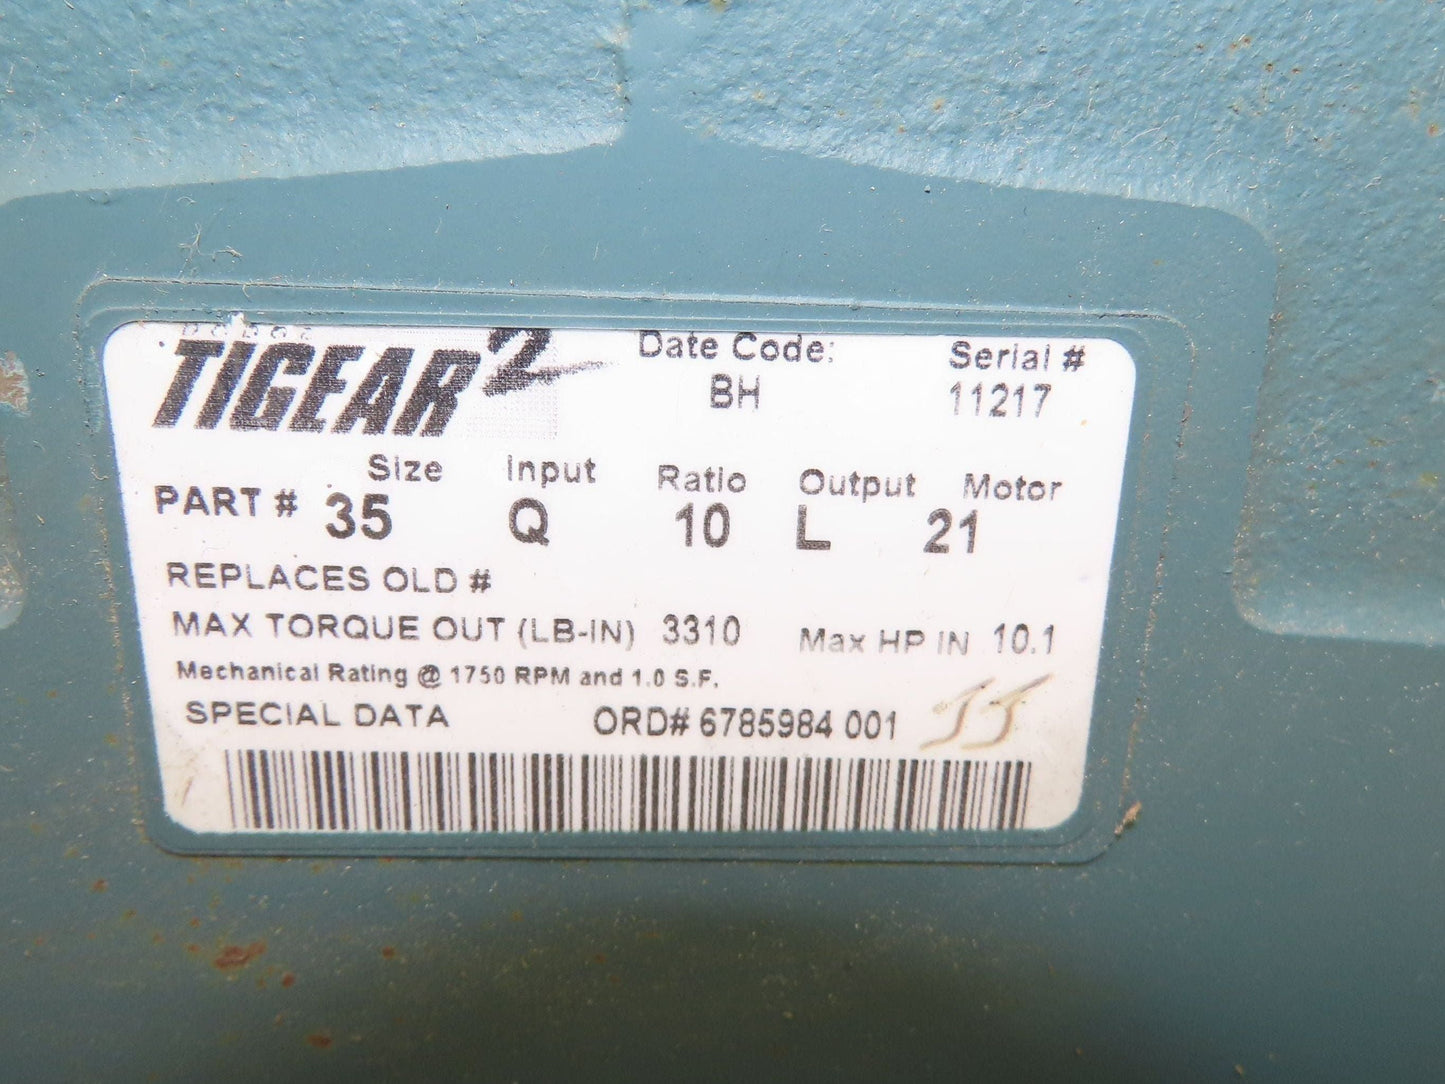 TIGEAR2
Date Code: Serial #
BH 11217
Size Input Ratio Output Motor
PART # 35 Q 10 L 21
REPLACES OLD #
MAX TORQUE OUT (LB-IN) 3310 Max HP IN 10.1
Mechanical Rating @ 1750 RPM and 1.0 S.F.
SPECIAL DATA ORD# 6785984 001